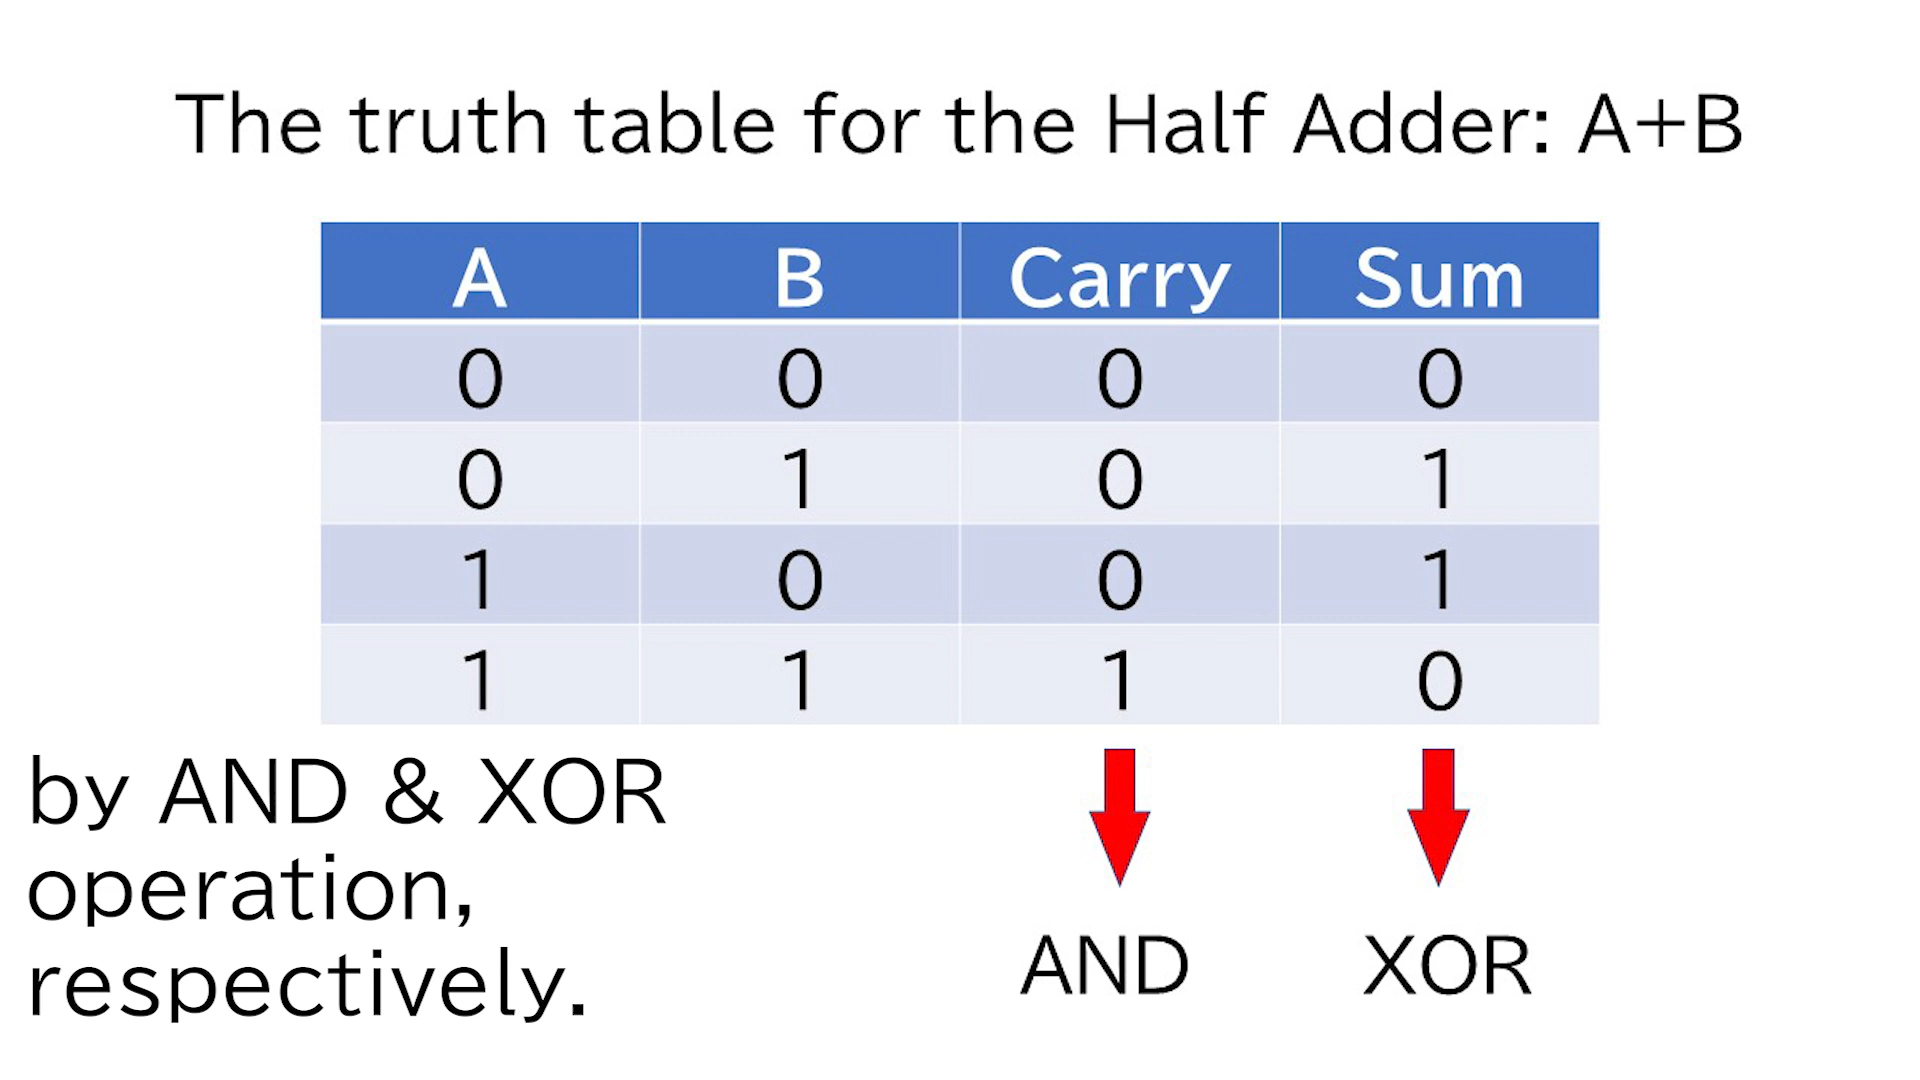 The truth table for the Half Adder: A+B
A B Carry Sum
0 0 0 0
0 1 0 1
1 0 0 1
1 1 1 0
by AND & XOR
operation,
respectively.
AND XOR